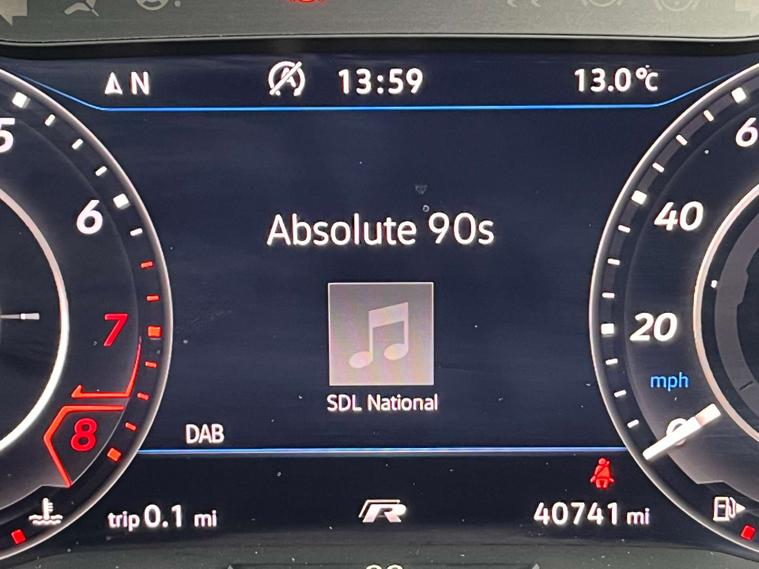 N 13:59 13.0°C
5
6
7
8
Absolute 90s
SDL National
DAB
6
40
20
mph
0
trip 0.1 mi
R
40741 mi